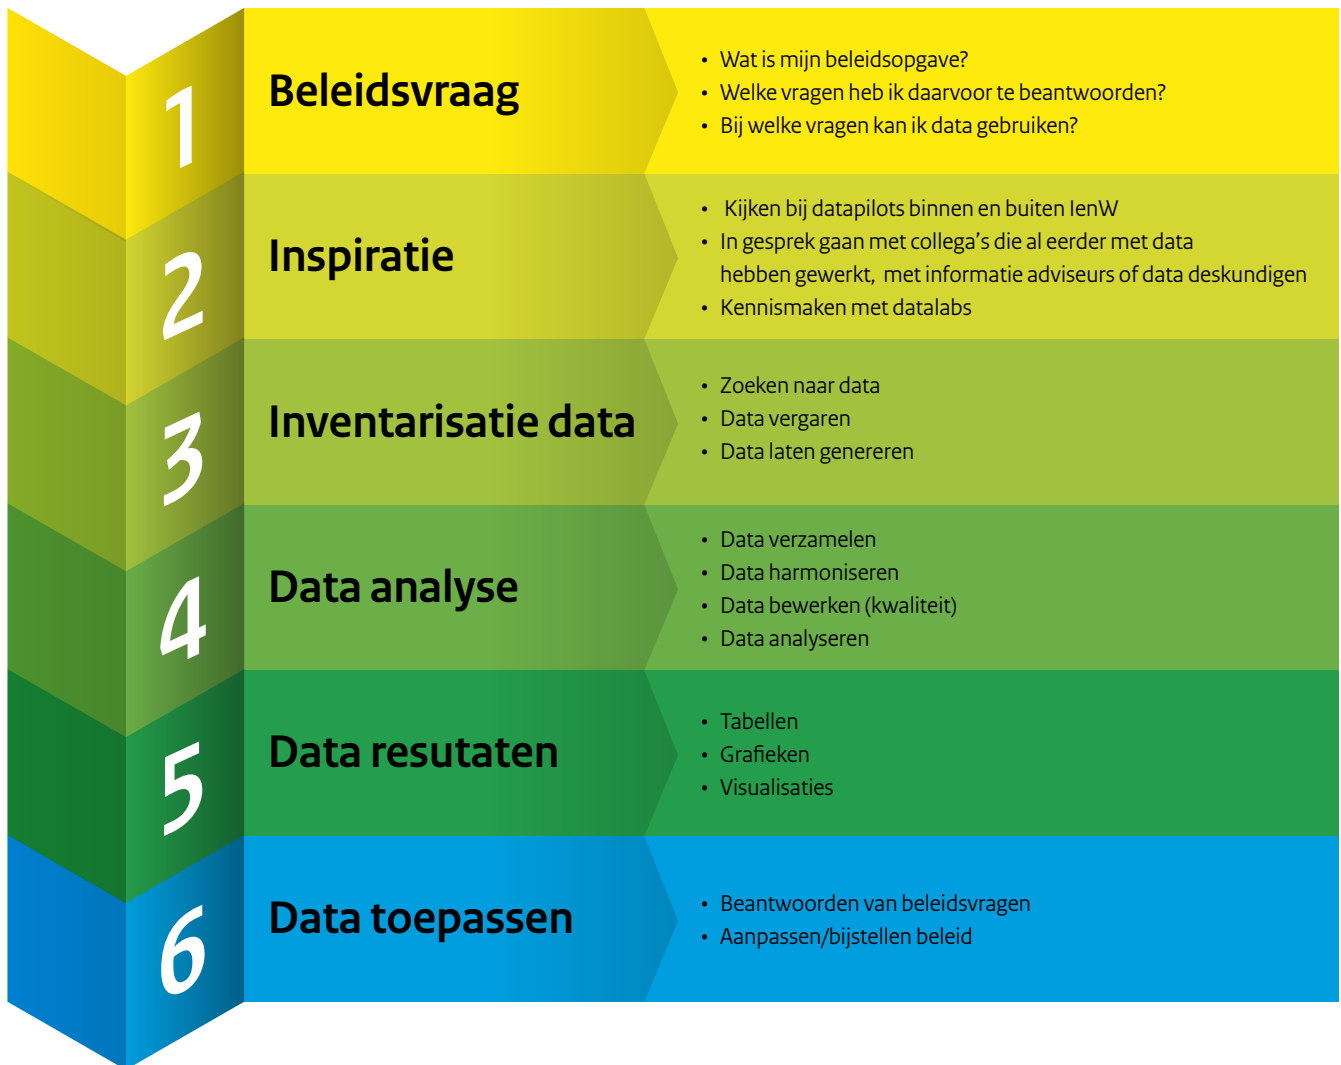 1
Beleidsvraag
• Wat is mijn beleidsopgave?
• Welke vragen heb ik daarvoor te beantwoorden?
• Bij welke vragen kan ik data gebruiken?
2
Inspiratie
• Kijken bij datapilots binnen en buiten IenW
• In gesprek gaan met collega's die al eerder met data
hebben gewerkt, met informatie adviseurs of data deskundigen
• Kennismaken met datalabs
3
Inventarisatie data
• Zoeken naar data
• Data vergaren
• Data laten genereren
4
Data analyse
• Data verzamelen
• Data harmoniseren
• Data bewerken (kwaliteit)
• Data analyseren
5
Data resutaten
• Tabellen
• Grafieken
• Visualisaties
6
Data toepassen
• Beantwoorden van beleidsvragen
• Aanpassen/bijstellen beleid